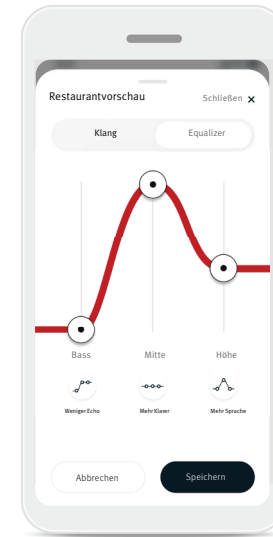 Restaurantvorschau Schließen ×
Klang Equalizer
Bass Mitte Höhe
Weniger Echo Mehr Klarer Mehr Sprache
Abbrechen Speichern